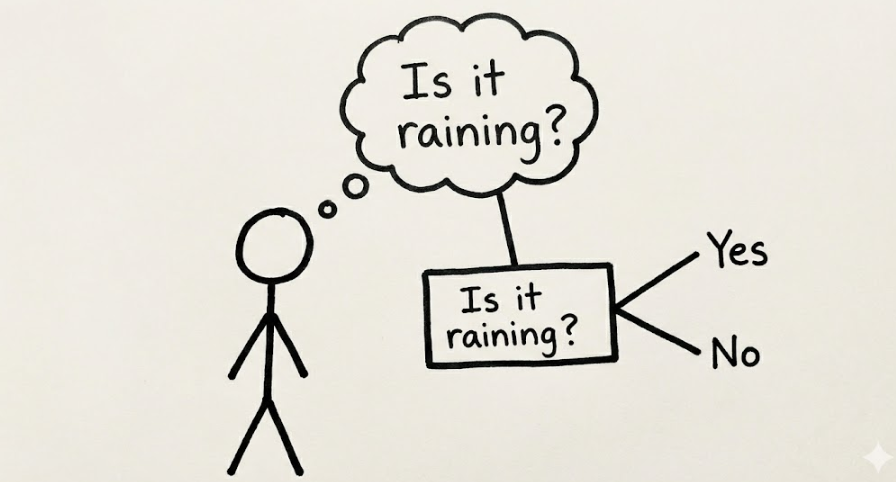 Is it
raining?
Is it
raining?
Yes
No